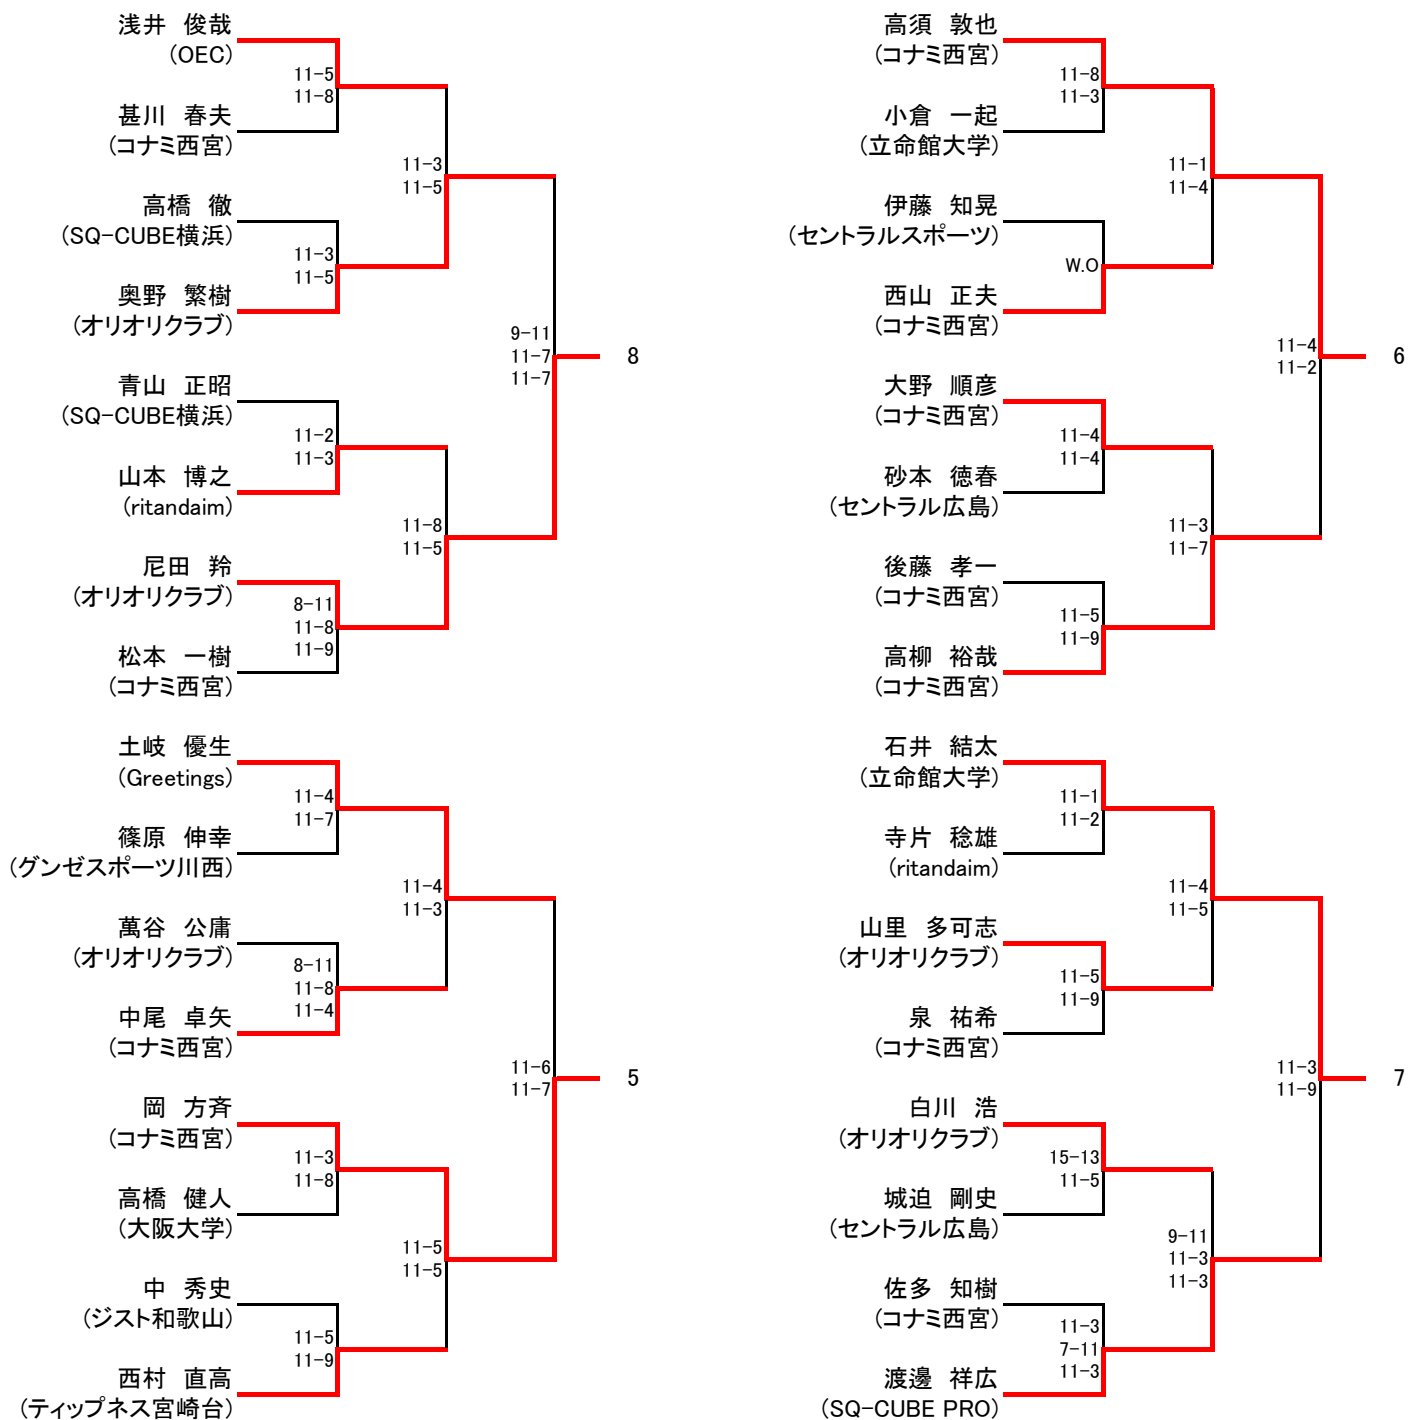 浅井 俊哉
(OEC)
11-5
11-8
甚川 春夫
(コナミ西宮)
11-3
11-5
高橋 徹
(SQ-CUBE横浜)
11-3
11-5
奥野 繁樹
(オリオリクラブ)
9-11
11-7
11-7
8
青山 正昭
(SQ-CUBE横浜)
11-2
11-3
山本 博之
(ritandaim)
11-8
11-5
尼田 羚
(オリオリクラブ)
8-11
11-8
11-9
松本 一樹
(コナミ西宮)
土岐 優生
(Greetings)
11-4
11-7
篠原 伸幸
(グンゼスポーツ川西)
11-4
11-3
萬谷 公庸
(オリオリクラブ)
8-11
11-8
11-4
中尾 卓矢
(コナミ西宮)
11-6
11-7
5
岡 方斉
(コナミ西宮)
11-3
11-8
高橋 健人
(大阪大学)
11-5
11-5
中 秀史
(ジスト和歌山)
11-5
11-9
西村 直高
(ティップネス宮崎台)
高須 敦也
(コナミ西宮)
11-8
11-3
小倉 一起
(立命館大学)
11-1
11-4
伊藤 知晃
(セントラルスポーツ)
W.O
西山 正夫
(コナミ西宮)
11-4
11-2
6
大野 順彦
(コナミ西宮)
11-4
11-4
砂本 徳春
(セントラル広島)
11-3
11-7
後藤 孝一
(コナミ西宮)
11-5
11-9
高柳 裕哉
(コナミ西宮)
石井 結太
(立命館大学)
11-1
11-2
寺片 稔雄
(ritandaim)
11-4
11-5
山里 多可志
(オリオリクラブ)
11-5
11-9
泉 祐希
(コナミ西宮)
11-3
11-9
7
白川 浩
(オリオリクラブ)
15-13
11-5
城迫 剛史
(セントラル広島)
9-11
11-3
11-3
佐多 知樹
(コナミ西宮)
11-3
7-11
11-3
渡邊 祥広
(SQ-CUBE PRO)